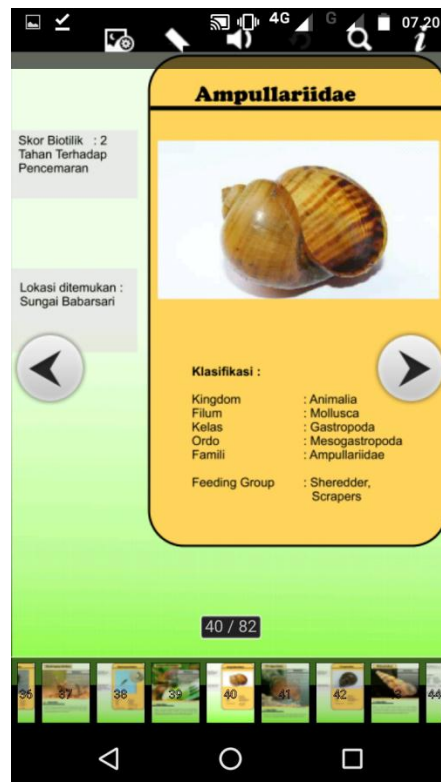 4G
G
07.20
Ampullariidae
Skor Biotilik : 2
Tahan Terhadap
Pencemaran
Lokasi ditemukan :
Sungai Babarsari
Klasifikasi :
Kingdom : Animalia
Filum : Mollusca
Kelas : Gastropoda
Ordo : Mesogastropoda
Famili : Ampullariidae
Feeding Group : Sheredder,
Scrapers
40 / 82
36 37 38 39 40 41 42 43 44